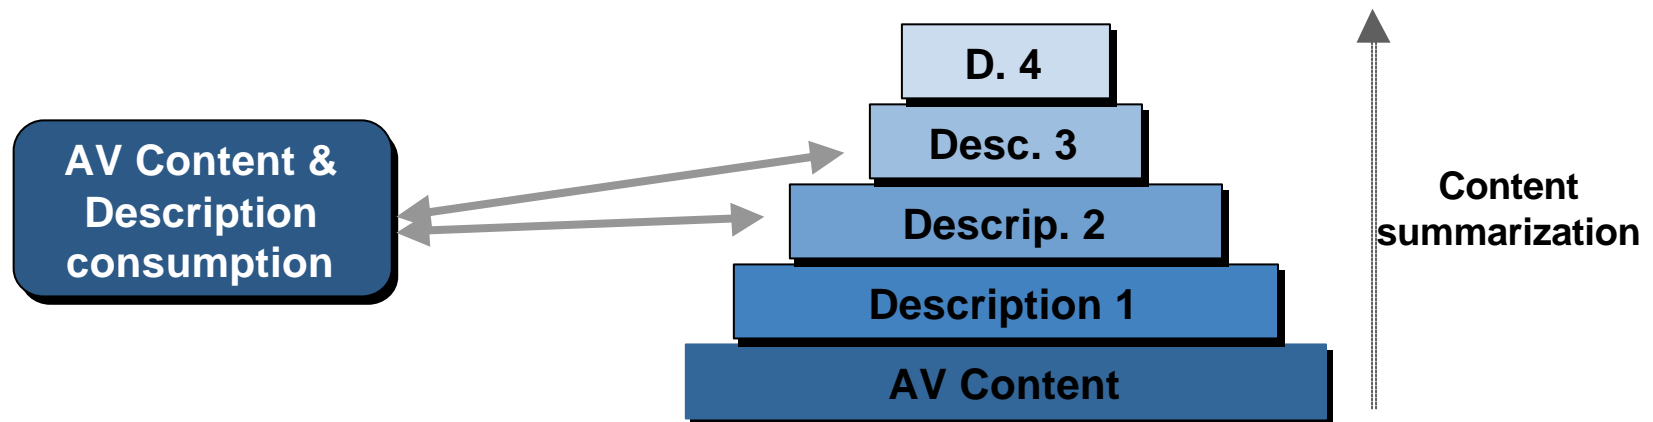 AV Content &
Description
consumption
D. 4
Desc. 3
Descrip. 2
Description 1
AV Content
Content
summarization